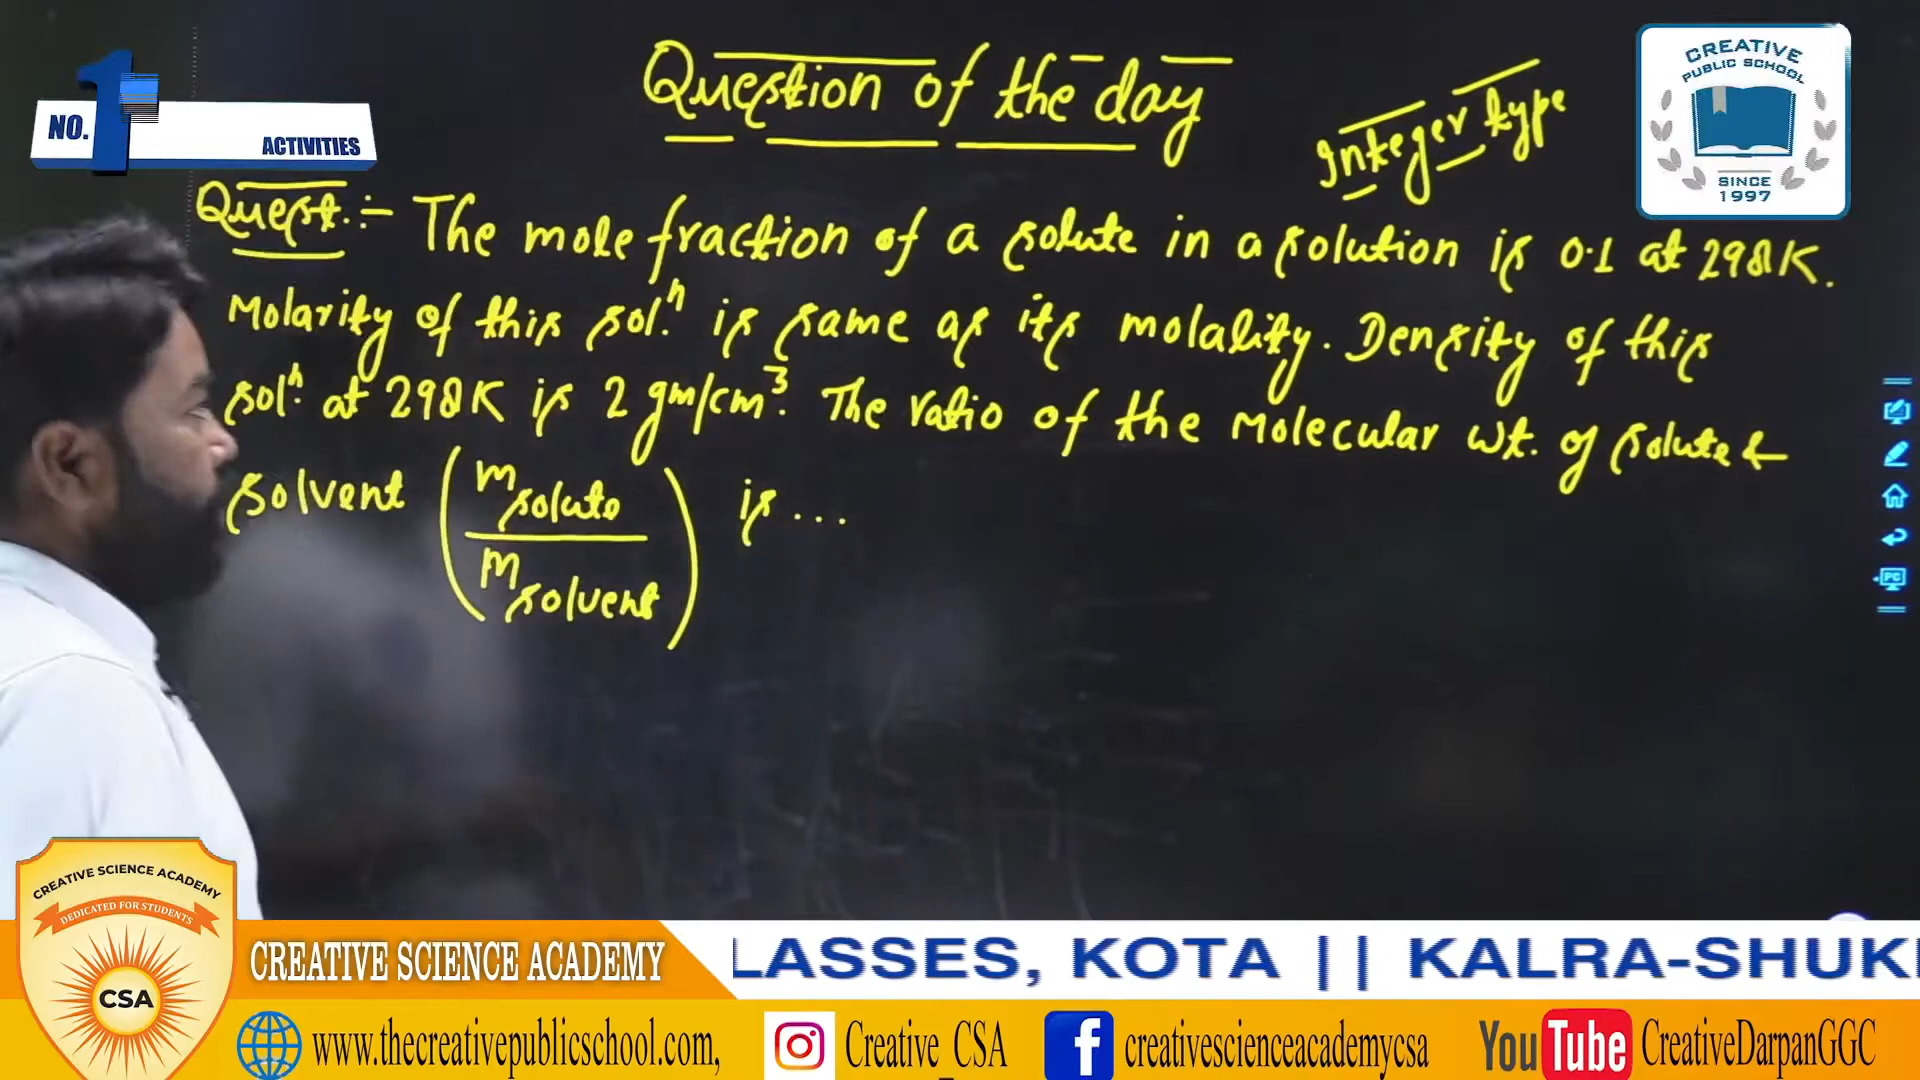 Question of the day
Integer type
CREATIVE
PUBLIC SCHOOL
SINCE
1997
NO. 1
ACTIVITIES
Quest. :- The mole fraction of a solute in a solution is 0.1 at 298K.
Molarity of this sol.ⁿ is same as its molality. Density of this
solⁿ. at 298K is 2 gm/cm³. The ratio of the Molecular wt. of solute &
solvent (m solute / m solvent) is ...
PC
CREATIVE SCIENCE ACADEMY
DEDICATED FOR STUDENTS
CSA
CREATIVE SCIENCE ACADEMY
LASSES, KOTA || KALRA-SHUK
www.thecreativepublicschool.com,
Creative_CSA
creativescienceacademycsa
YouTube CreativeDarpanGGC